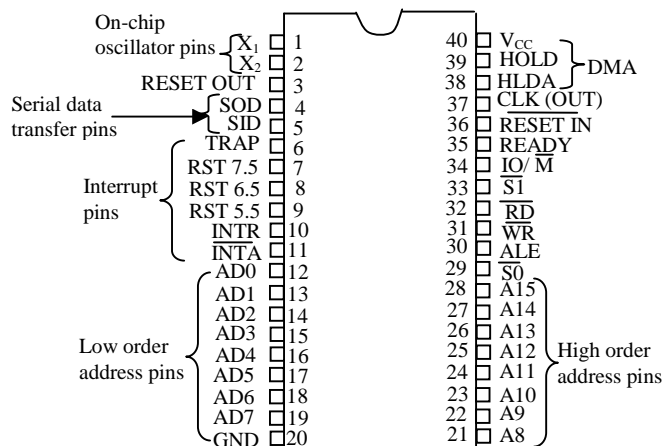 On-chip
oscillator pins
X₁ 1
X₂ 2
RESET OUT 3
Serial data
transfer pins
SOD 4
SID 5
TRAP 6
RST 7.5 7
Interrupt
pins
RST 6.5 8
RST 5.5 9
INTR 10
INTA 11
AD0 12
AD1 13
AD2 14
AD3 15
Low order
address pins
AD4 16
AD5 17
AD6 18
AD7 19
GND 20
40 VCC
39 HOLD
DMA
38 HLDA
37 CLK (OUT)
36 RESET IN
35 READY
34 IO/ M
33 S1
32 RD
31 WR
30 ALE
29 S0
28 A15
27 A14
26 A13
25 A12
High order
address pins
24 A11
23 A10
22 A9
21 A8